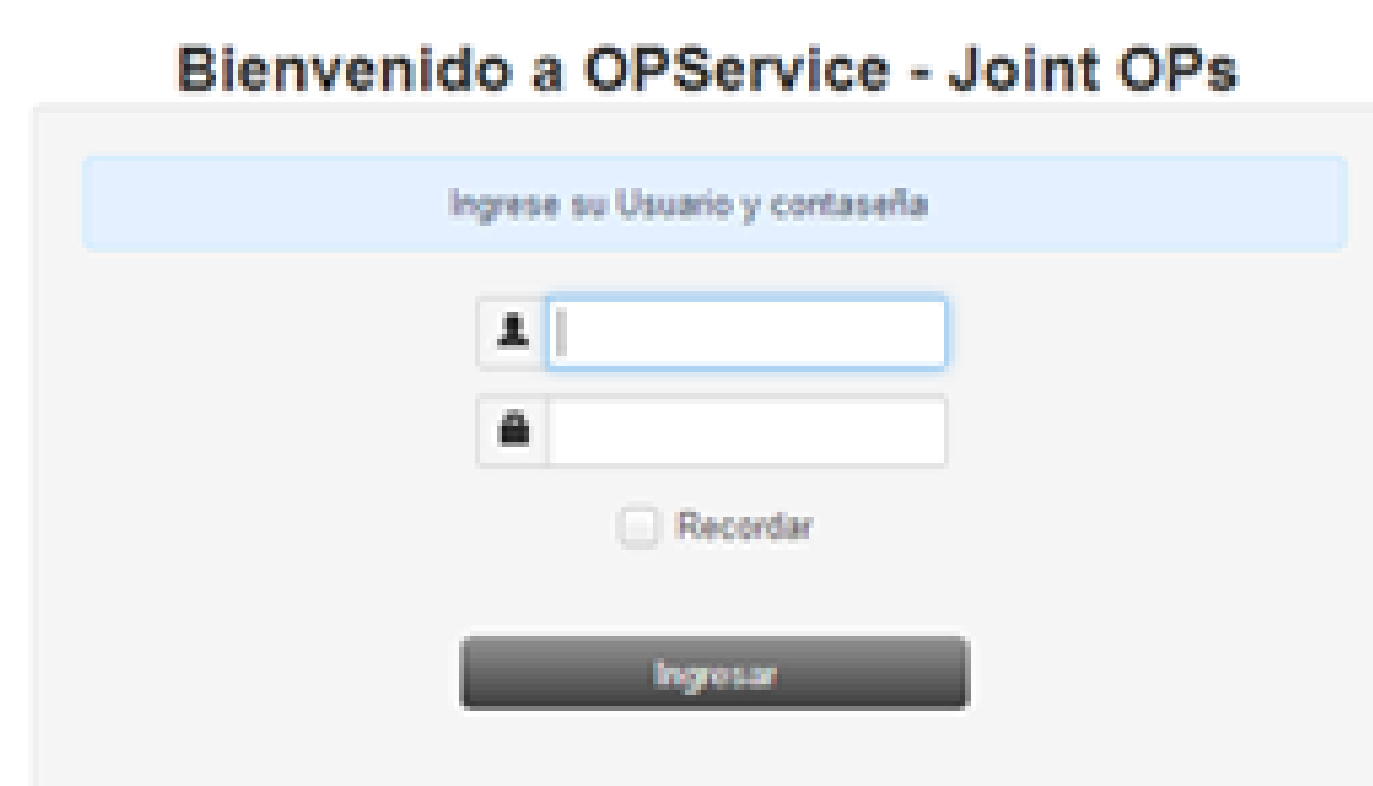 Bienvenido a OPService - Joint OPs
Ingrese su Usuario y contaseña
Recordar
Ingresar